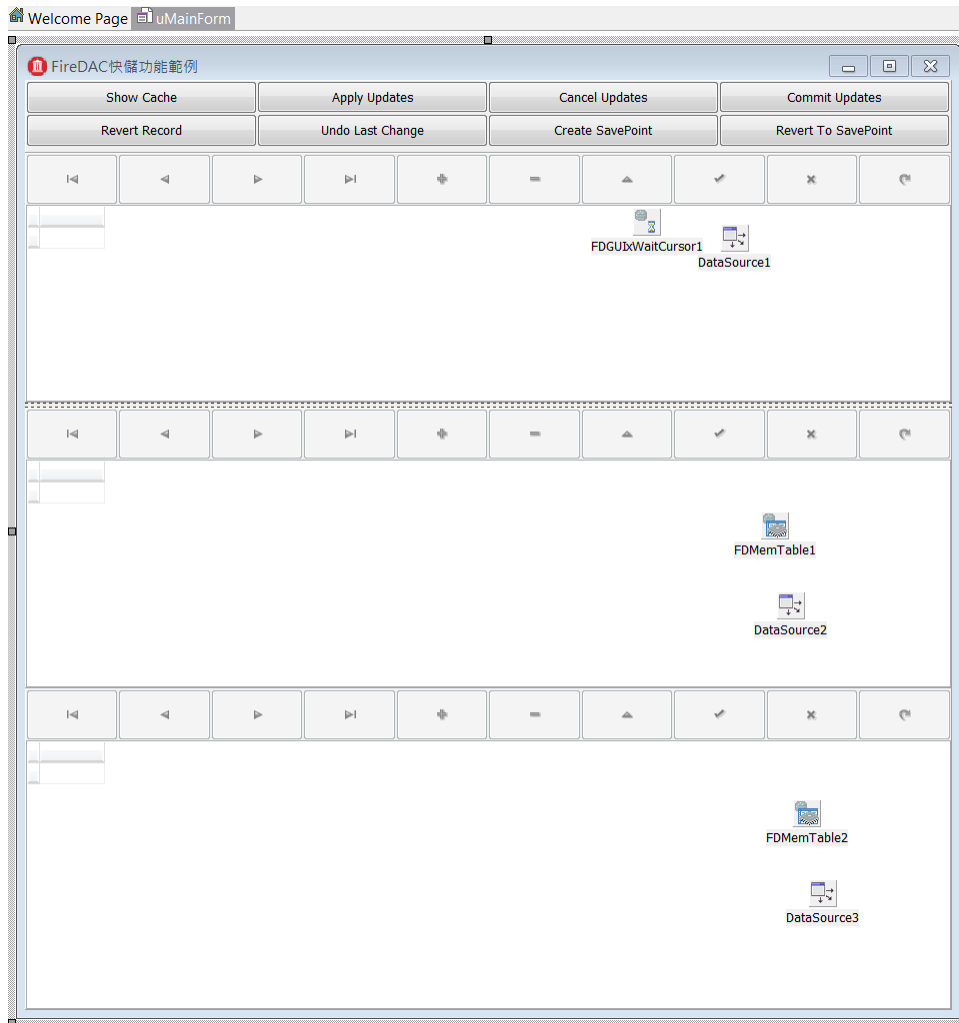 Welcome Page uMainForm
FireDAC快儲功能範例
Show Cache Apply Updates Cancel Updates Commit Updates
Revert Record Undo Last Change Create SavePoint Revert To SavePoint
FDGUIxWaitCursor1
DataSource1
FDMemTable1
DataSource2
FDMemTable2
DataSource3